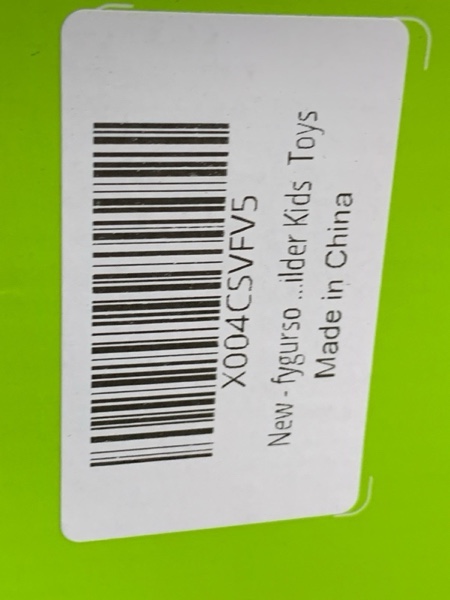 X004CSVFV5
New - fygurso ...ilder Kids Toys
Made in China